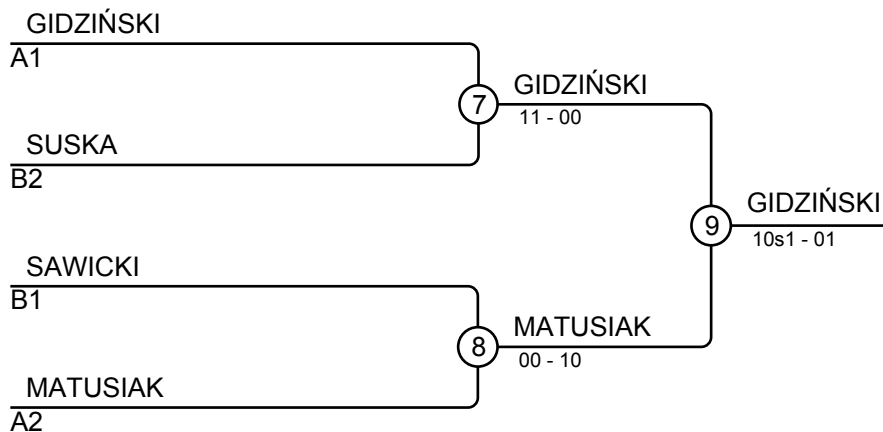 GIDZIŃSKI
A1
7
GIDZIŃSKI
11 - 00
SUSKA
B2
9
GIDZIŃSKI
10s1 - 01
SAWICKI
B1
8
MATUSIAK
00 - 10
MATUSIAK
A2